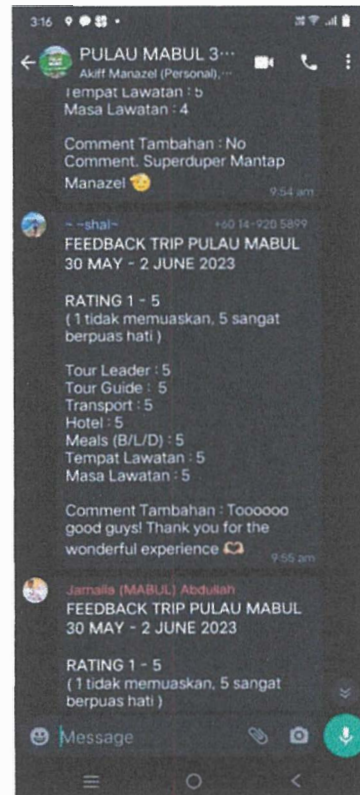 3:16
PULAU MABUL 3...
Akiff Manazel (Personal),...
Tempat Lawatan : 5
Masa Lawatan : 4
Comment Tambahan : No
Comment. Superduper Mantap
Manazel 🫡
9:54 am
~ ~shal~ +60 14-920 5899
FEEDBACK TRIP PULAU MABUL
30 MAY - 2 JUNE 2023
RATING 1 - 5
( 1 tidak memuaskan, 5 sangat
berpuas hati )
Tour Leader : 5
Tour Guide : 5
Transport : 5
Hotel : 5
Meals (B/L/D) : 5
Tempat Lawatan : 5
Masa Lawatan : 5
Comment Tambahan : Toooooo
good guys! Thank you for the
wonderful experience 🫶🏼
9:55 am
Jamalia (MABUL) Abdullah
FEEDBACK TRIP PULAU MABUL
30 MAY - 2 JUNE 2023
RATING 1 - 5
( 1 tidak memuaskan, 5 sangat
berpuas hati )
Message